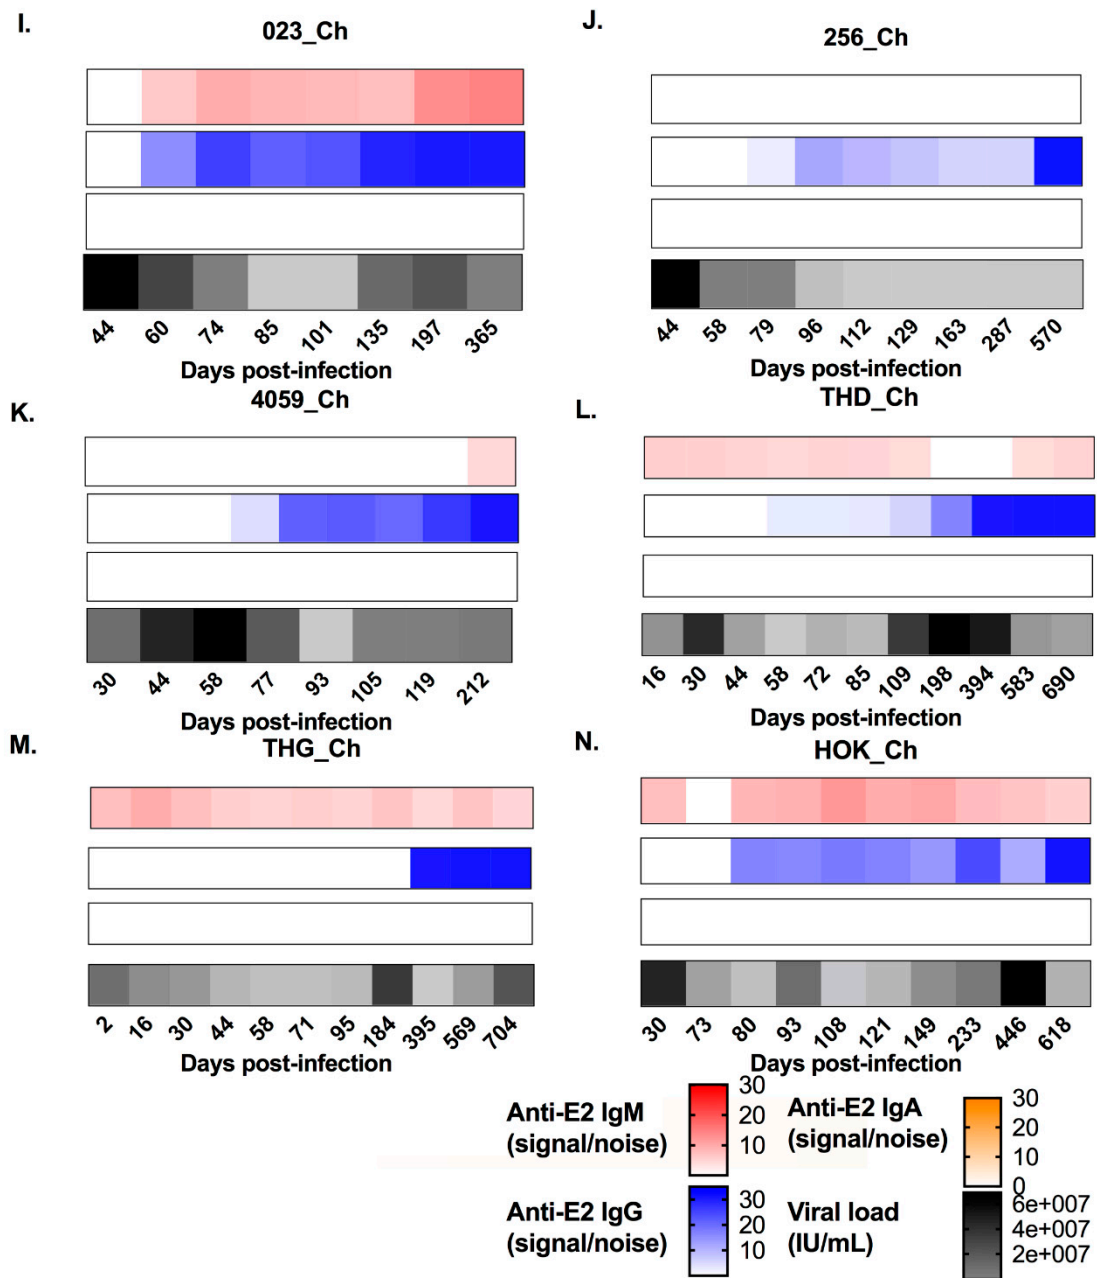 I.
023_Ch
44 60 74 85 101 135 197 365
Days post-infection
J.
256_Ch
44 58 79 96 112 129 163 287 570
Days post-infection
K.
4059_Ch
30 44 58 77 93 105 119 212
Days post-infection
L.
THD_Ch
16 30 44 58 72 85 109 198 394 583 690
Days post-infection
M.
THG_Ch
2 16 30 44 58 71 95 184 395 569 704
Days post-infection
N.
HOK_Ch
30 73 80 93 108 121 149 233 446 618
Days post-infection
Anti-E2 IgM
(signal/noise)
30
20
10
Anti-E2 IgA
(signal/noise)
30
20
10
0
Anti-E2 IgG
(signal/noise)
30
20
10
Viral load
(IU/mL)
6e+007
4e+007
2e+007